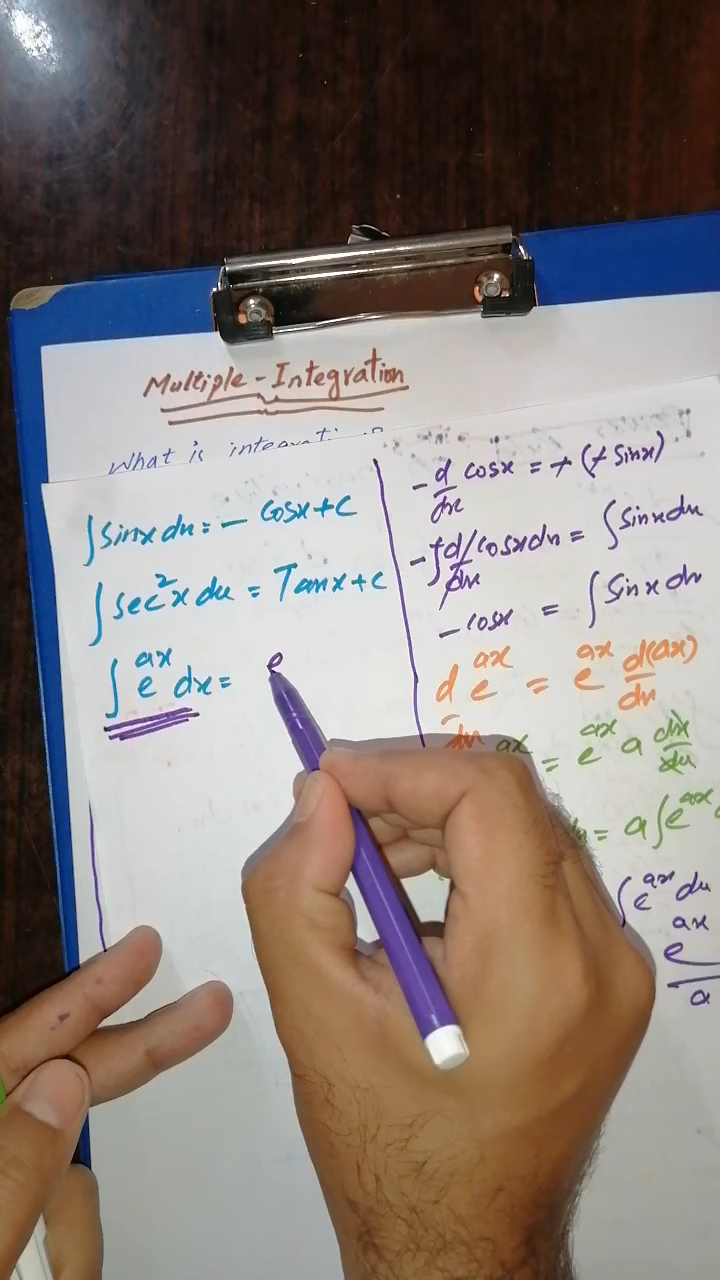 Multiple-Integration
What is
∫sinx dx = - cosx+c
∫sec²x dx = Tanx+c
∫e^ax dx = e
-d/dx cosx = + (+ sinx)
-∫d/dx cosx dx = ∫sinx dx
-cosx = ∫sinx dx
d/dx e^ax = e^ax d(ax)/dx
ax = e^ax a dx/dx
= a∫e^ax
∫e^ax dx
e^ax/a